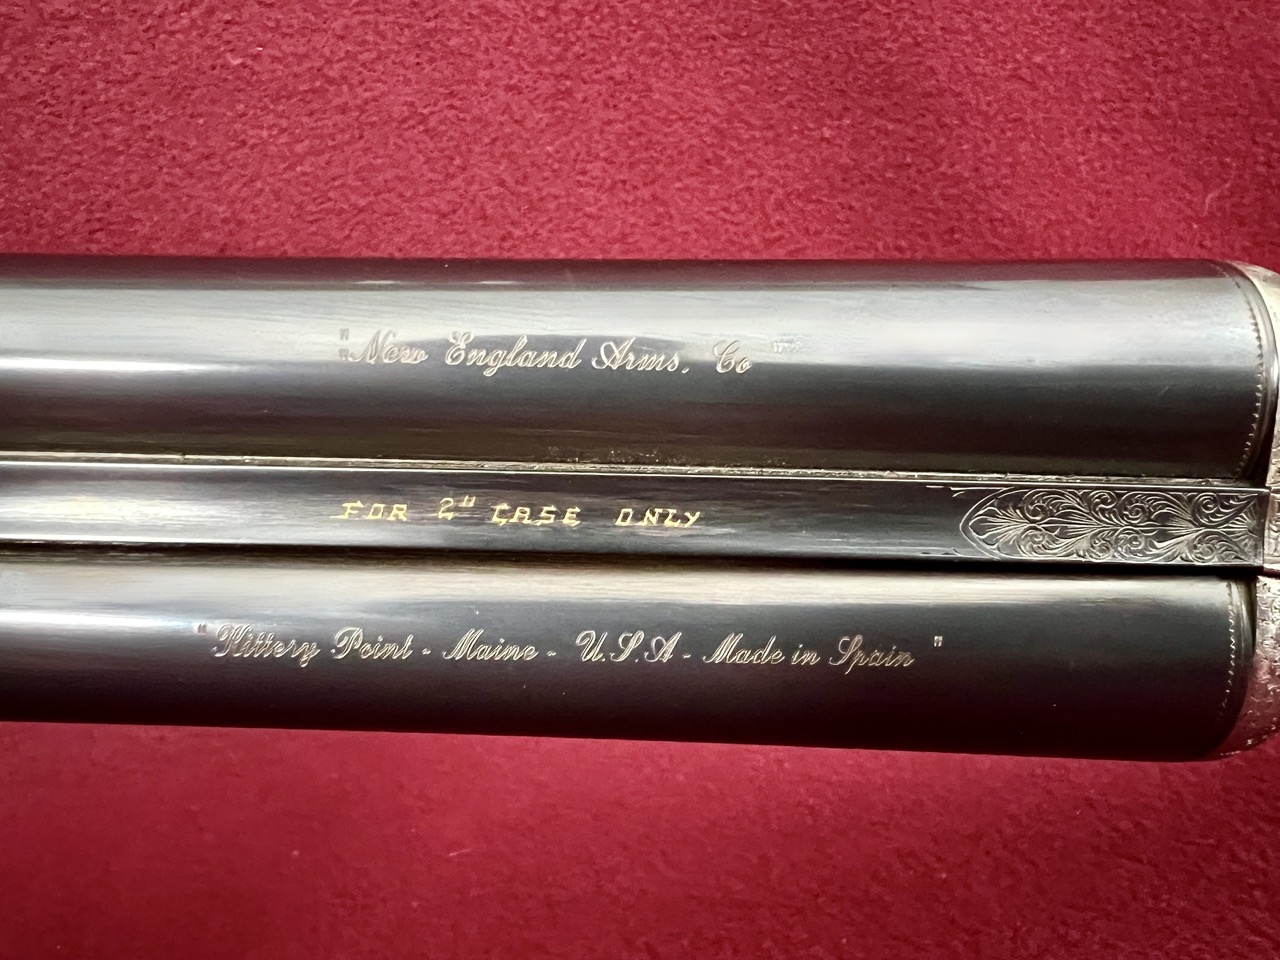 "New England Arms. Co "
FOR 2" CASE ONLY
"Kittery Point - Maine - U.S.A - Made in Spain "